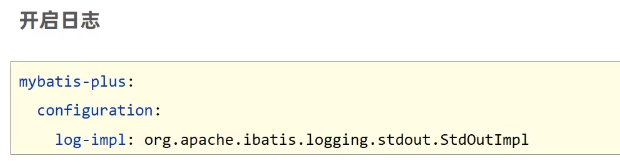 开启日志
mybatis-plus:
  configuration:
    log-impl: org.apache.ibatis.logging.stdout.StdOutImpl